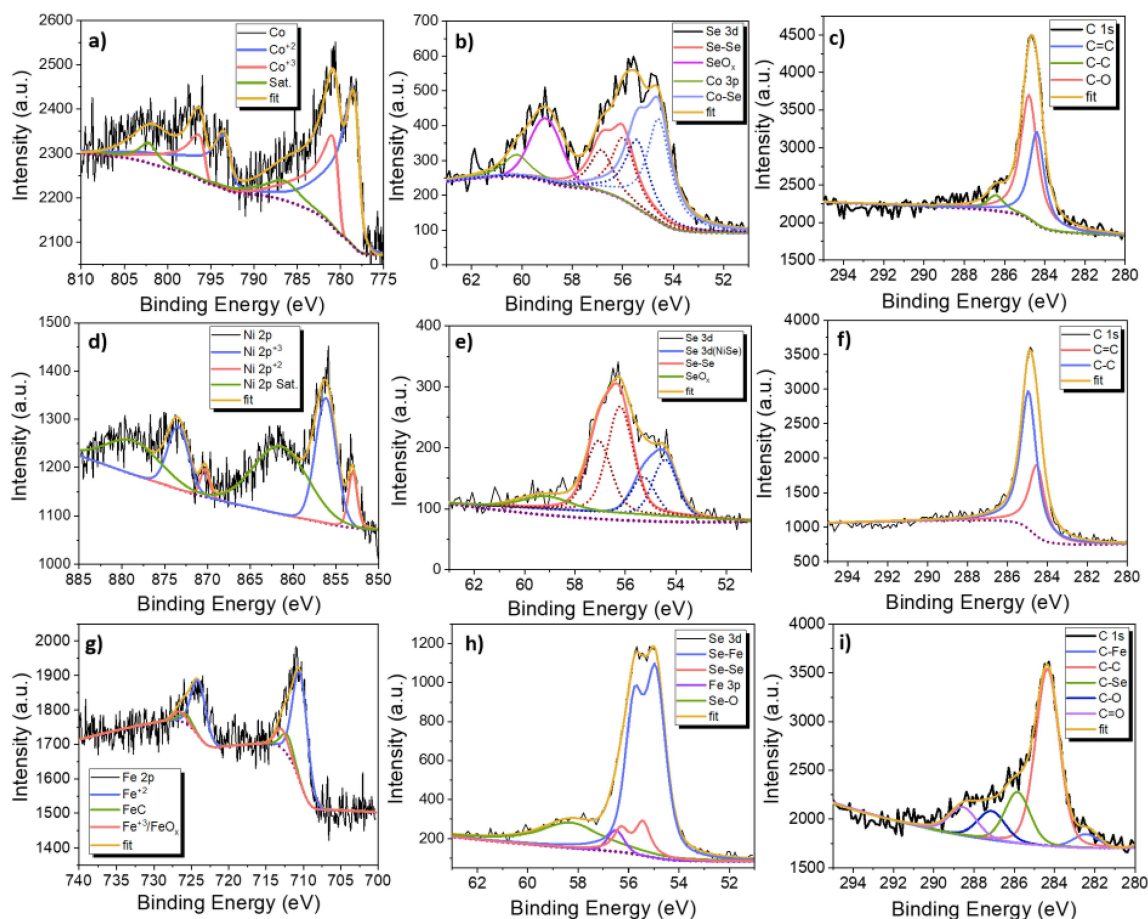 a)
Co
Co+2
Co+3
Sat.
fit
Intensity (a.u.)
2600
2500
2400
2300
2200
2100
810 805 800 795 790 785 780 775
Binding Energy (eV)
b)
Se 3d
Se-Se
SeOx
Co 3p
Co-Se
fit
Intensity (a.u.)
700
600
500
400
300
200
100
0
62 60 58 56 54 52
Binding Energy (eV)
c)
C 1s
C=C
C-C
C-O
fit
Intensity (a.u.)
4500
4000
3500
3000
2500
2000
1500
294 292 290 288 286 284 282 280
Binding Energy (eV)
d)
Ni 2p
Ni 2p+3
Ni 2p+2
Ni 2p Sat.
fit
Intensity (a.u.)
1500
1400
1300
1200
1100
1000
885 880 875 870 865 860 855 850
Binding Energy (eV)
e)
Se 3d
Se 3d(NiSe)
Se-Se
SeOx
fit
Intensity (a.u.)
400
300
200
100
0
62 60 58 56 54 52
Binding Energy (eV)
f)
C 1s
C=C
C-C
fit
Intensity (a.u.)
4000
3500
3000
2500
2000
1500
1000
500
294 292 290 288 286 284 282 280
Binding Energy (eV)
g)
Fe 2p
Fe+2
FeC
Fe+3/FeOx
fit
Intensity (a.u.)
2000
1900
1800
1700
1600
1500
1400
740 735 730 725 720 715 710 705 700
Binding Energy (eV)
h)
Se 3d
Se-Fe
Se-Se
Fe 3p
Se-O
fit
Intensity (a.u.)
1200
1000
800
600
400
200
0
62 60 58 56 54 52
Binding Energy (eV)
i)
C 1s
C-Fe
C-C
C-Se
C-O
C=O
fit
Intensity (a.u.)
4000
3500
3000
2500
2000
1500
294 292 290 288 286 284 282 280
Binding Energy (eV)